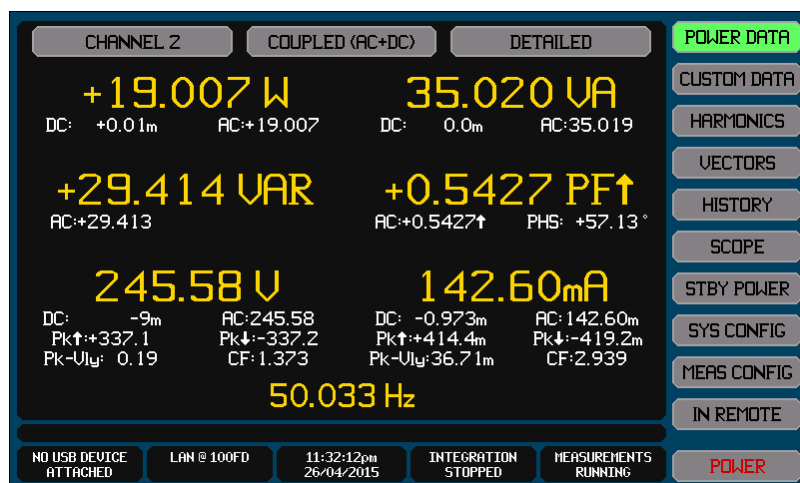 CHANNEL 2 COUPLED (AC+DC) DETAILED
+19.007 W 35.020 VA
DC: +0.01m AC:+19.007 DC: 0.0m AC:35.019
+29.414 VAR +0.5427 PF↑
AC:+29.413 AC:+0.5427↑ PHS: +57.13°
245.58 V 142.60mA
DC: -9m AC:245.58 DC: -0.973m AC:142.60m
Pk↑:+337.1 Pk↓:-337.2 Pk↑:+414.4m Pk↓:-419.2m
Pk-Vly: 0.19 CF:1.373 Pk-Vly:36.71m CF:2.939
50.033 Hz
NO USB DEVICE
ATTACHED
LAN @ 100FD
11:32:12pm
26/04/2015
INTEGRATION
STOPPED
MEASUREMENTS
RUNNING
POWER DATA
CUSTOM DATA
HARMONICS
VECTORS
HISTORY
SCOPE
STBY POWER
SYS CONFIG
MEAS CONFIG
IN REMOTE
POWER